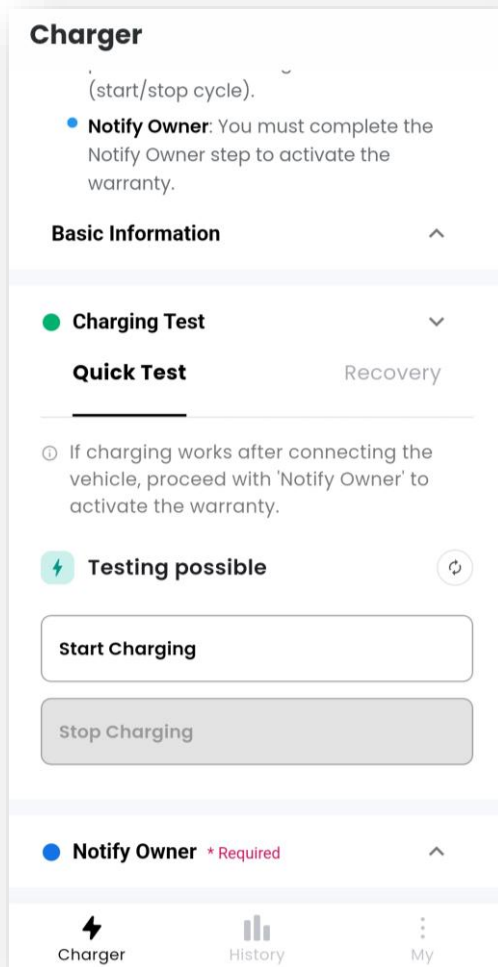 Charger
(start/stop cycle).
Notify Owner: You must complete the
Notify Owner step to activate the
warranty.
Basic Information
Charging Test
Quick Test
Recovery
If charging works after connecting the
vehicle, proceed with 'Notify Owner' to
activate the warranty.
Testing possible
Start Charging
Stop Charging
Notify Owner * Required
Charger
History
My